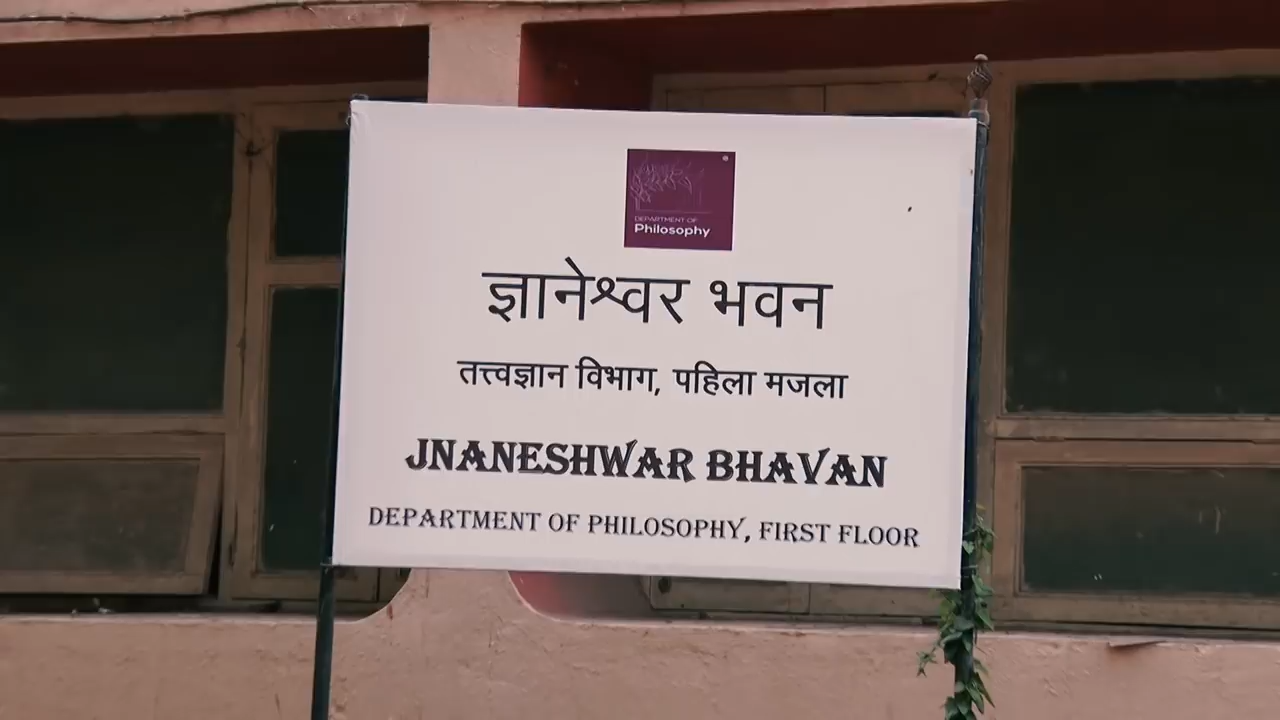 DEPARTMENT OF
Philosophy
ज्ञानेश्वर भवन
तत्त्वज्ञान विभाग, पहिला मजला
JNANESHWAR BHAVAN
DEPARTMENT OF PHILOSOPHY, FIRST FLOOR